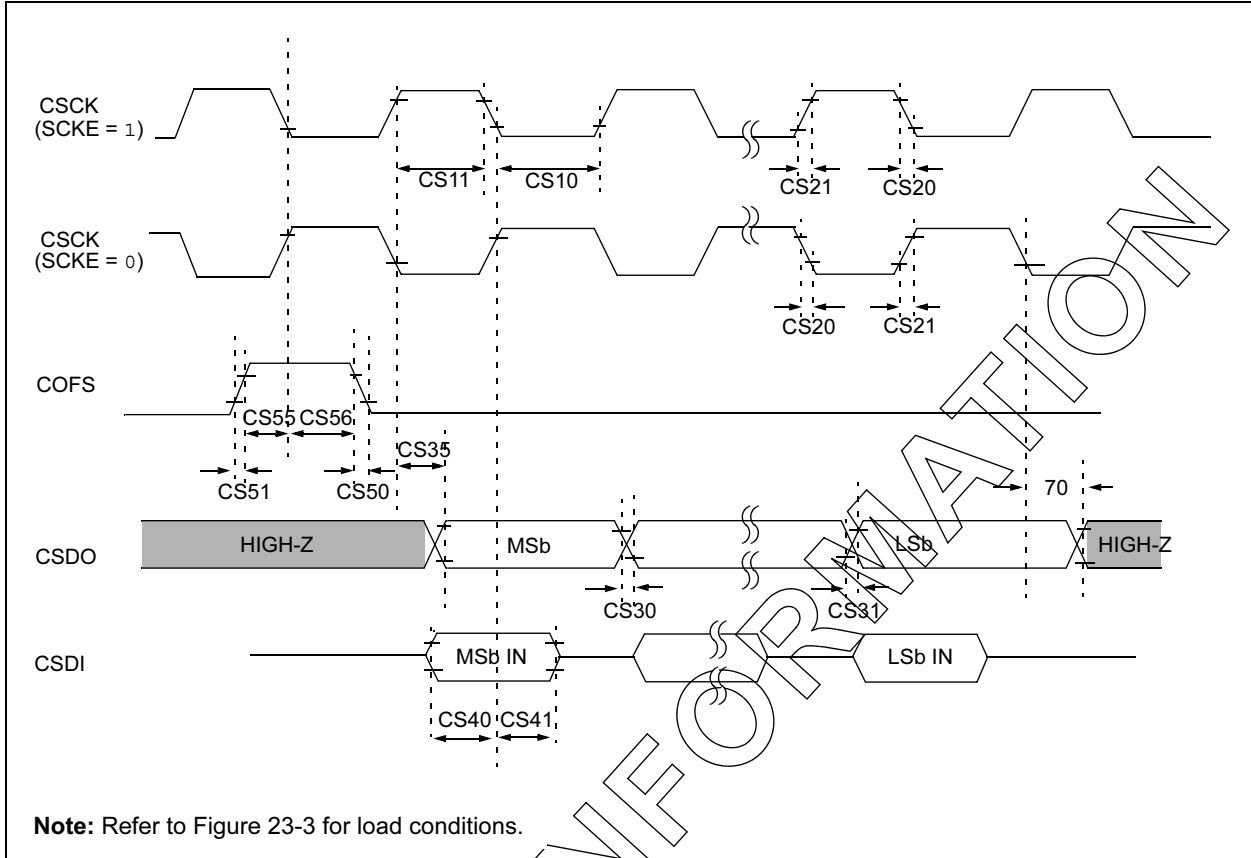 CSCK
(SCKE = 1)
CS11
CS10
CS21
CS20
CSCK
(SCKE = 0)
CS20
CS21
COFS
CS55
CS56
CS35
CS51
CS50
70
CSDO
HIGH-Z
MSb
LSb
HIGH-Z
CS30
CS31
CSDI
MSb IN
LSb IN
CS40
CS41
NFORMATION
Note: Refer to Figure 23-3 for load conditions.